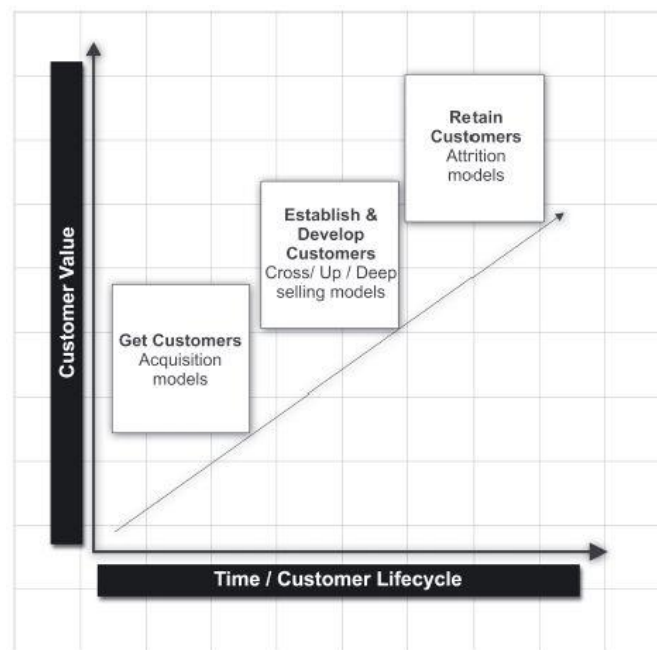 Customer Value
Retain
Customers
Attrition
models
Establish &
Develop
Customers
Cross/ Up / Deep
selling models
Get Customers
Acquisition
models
Time / Customer Lifecycle